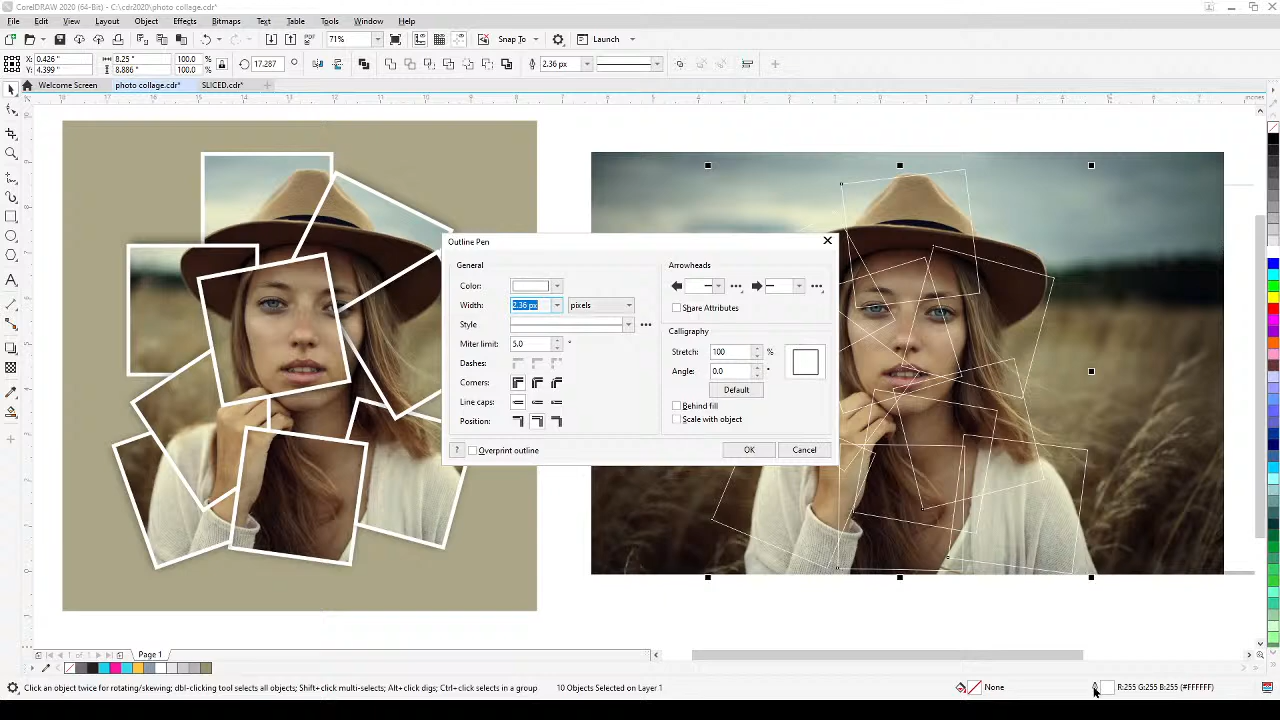 CorelDRAW 2020 (64-Bit) - C:\cdr2020\photo collage.cdr*
File Edit View Layout Object Effects Bitmaps Text Table Tools Window Help
71% PDF Snap To Launch
X: 0.426 " 8.25 " 100.0 % 17.287 ° 2.36 px
Y: 4.399 " 8.886 " 100.0 %
Welcome Screen photo collage.cdr* SLICED.cdr*
inches
Outline Pen
General
Color:
Width: 2.36 px pixels
Style
Miter limit: 5.0 °
Dashes:
Corners:
Line caps:
Position:
Arrowheads
Share Attributes
Calligraphy
Stretch: 100 %
Angle: 0.0 °
Default
Behind fill
Scale with object
? Overprint outline OK Cancel
1 of 1 Page 1
Click an object twice for rotating/skewing; dbl-clicking tool selects all objects; Shift+click multi-selects; Alt+click digs; Ctrl+click selects in a group 10 Objects Selected on Layer 1 None R:255 G:255 B:255 (#FFFFFF)